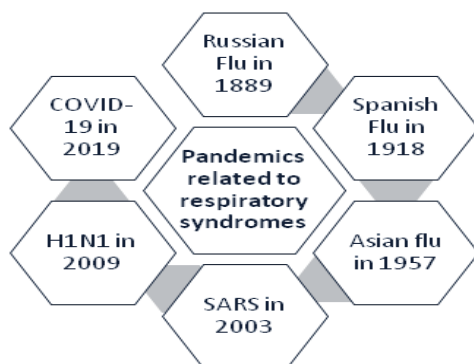 Russian
Flu in
1889
Spanish
Flu in
1918
Asian flu
in 1957
SARS in
2003
H1N1 in
2009
COVID-
19 in
2019
Pandemics
related to
respiratory
syndromes